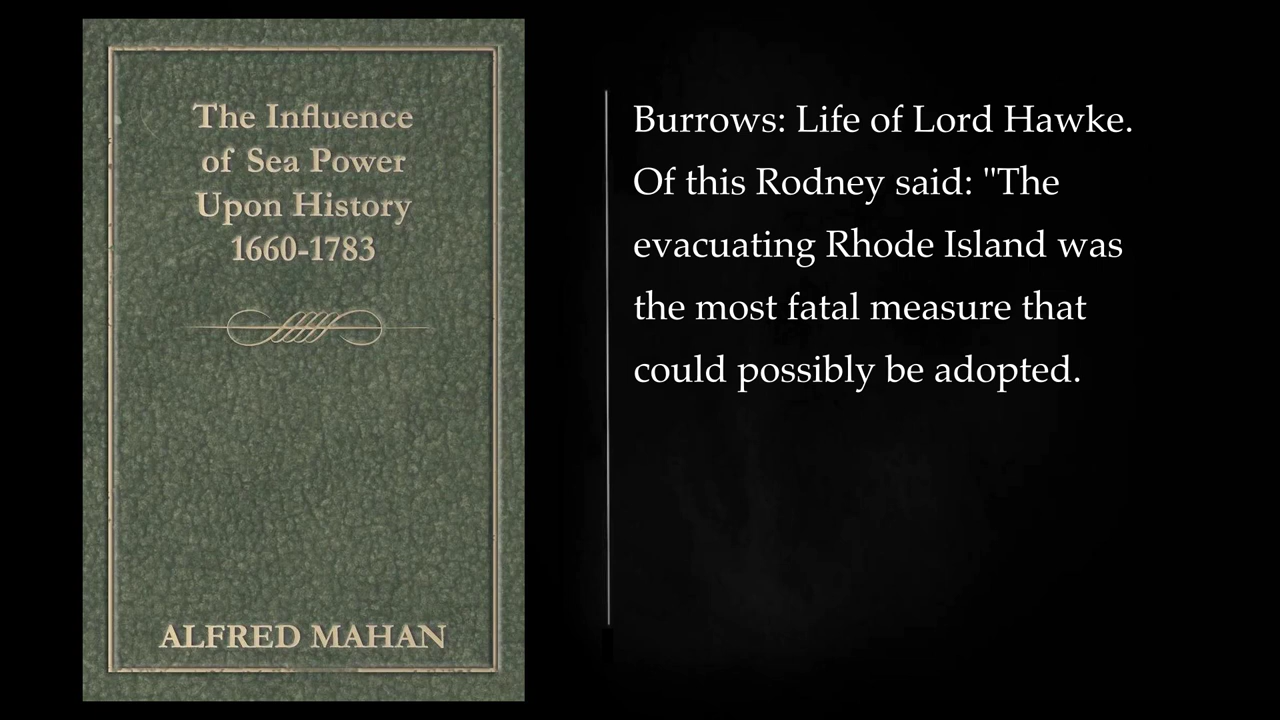 The Influence
of Sea Power
Upon History
1660-1783
ALFRED MAHAN
Burrows: Life of Lord Hawke.
Of this Rodney said: "The
evacuating Rhode Island was
the most fatal measure that
could possibly be adopted.